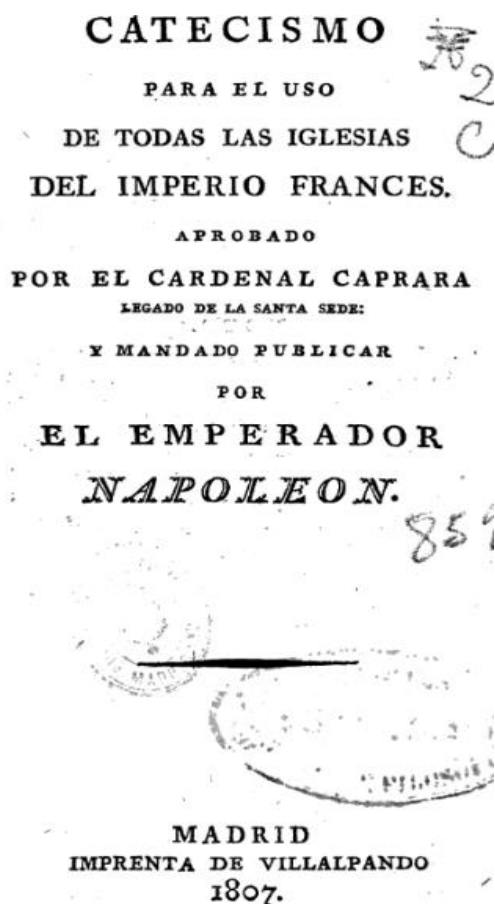 CATECISMO
PARA EL USO
DE TODAS LAS IGLESIAS
DEL IMPERIO FRANCES.
APROBADO
POR EL CARDENAL CAPRARA
LEGADO DE LA SANTA SEDE:
Y MANDADO PUBLICAR
POR
EL EMPERADOR
NAPOLEON.
MADRID
IMPRENTA DE VILLALPANDO
1807.